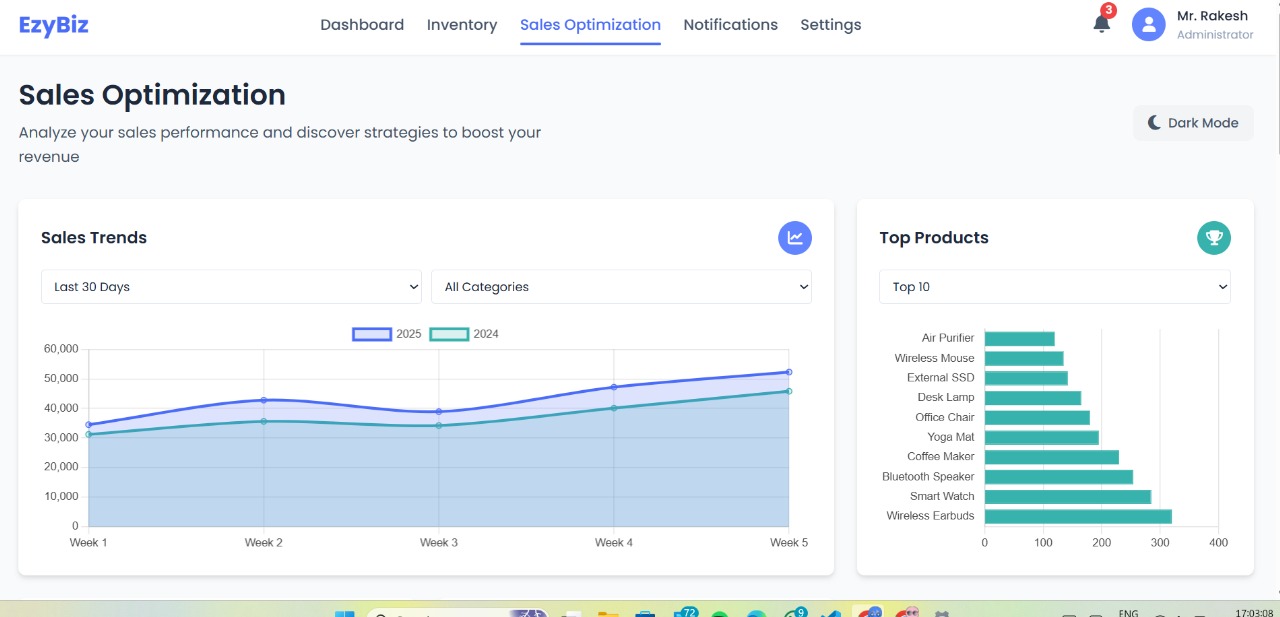 EzyBiz
Dashboard
Inventory
Sales Optimization
Notifications
Settings
3
Mr. Rakesh
Administrator
Sales Optimization
Analyze your sales performance and discover strategies to boost your
revenue
Dark Mode
Sales Trends
Last 30 Days
All Categories
2025
2024
60,000
50,000
40,000
30,000
20,000
10,000
0
Week 1
Week 2
Week 3
Week 4
Week 5
Top Products
Top 10
Air Purifier
Wireless Mouse
External SSD
Desk Lamp
Office Chair
Yoga Mat
Coffee Maker
Bluetooth Speaker
Smart Watch
Wireless Earbuds
0
100
200
300
400
72
9
ENG
17:03:08